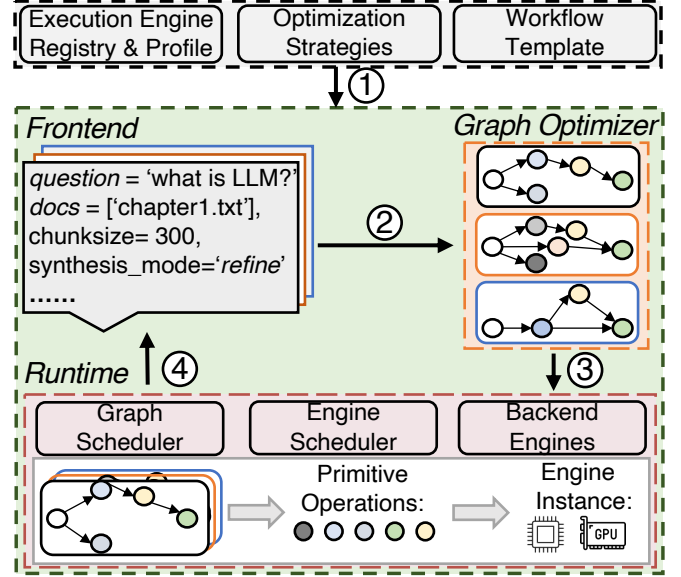 Execution Engine
Registry & Profile
Optimization
Strategies
Workflow
Template
①
Frontend
Graph Optimizer
question = ‘what is LLM?’
docs = [‘chapter1.txt’],
chunksize= 300,
synthesis_mode=‘refine’
......
②
③
④
Runtime
Graph
Scheduler
Engine
Scheduler
Backend
Engines
Primitive
Operations:
Engine
Instance:
GPU